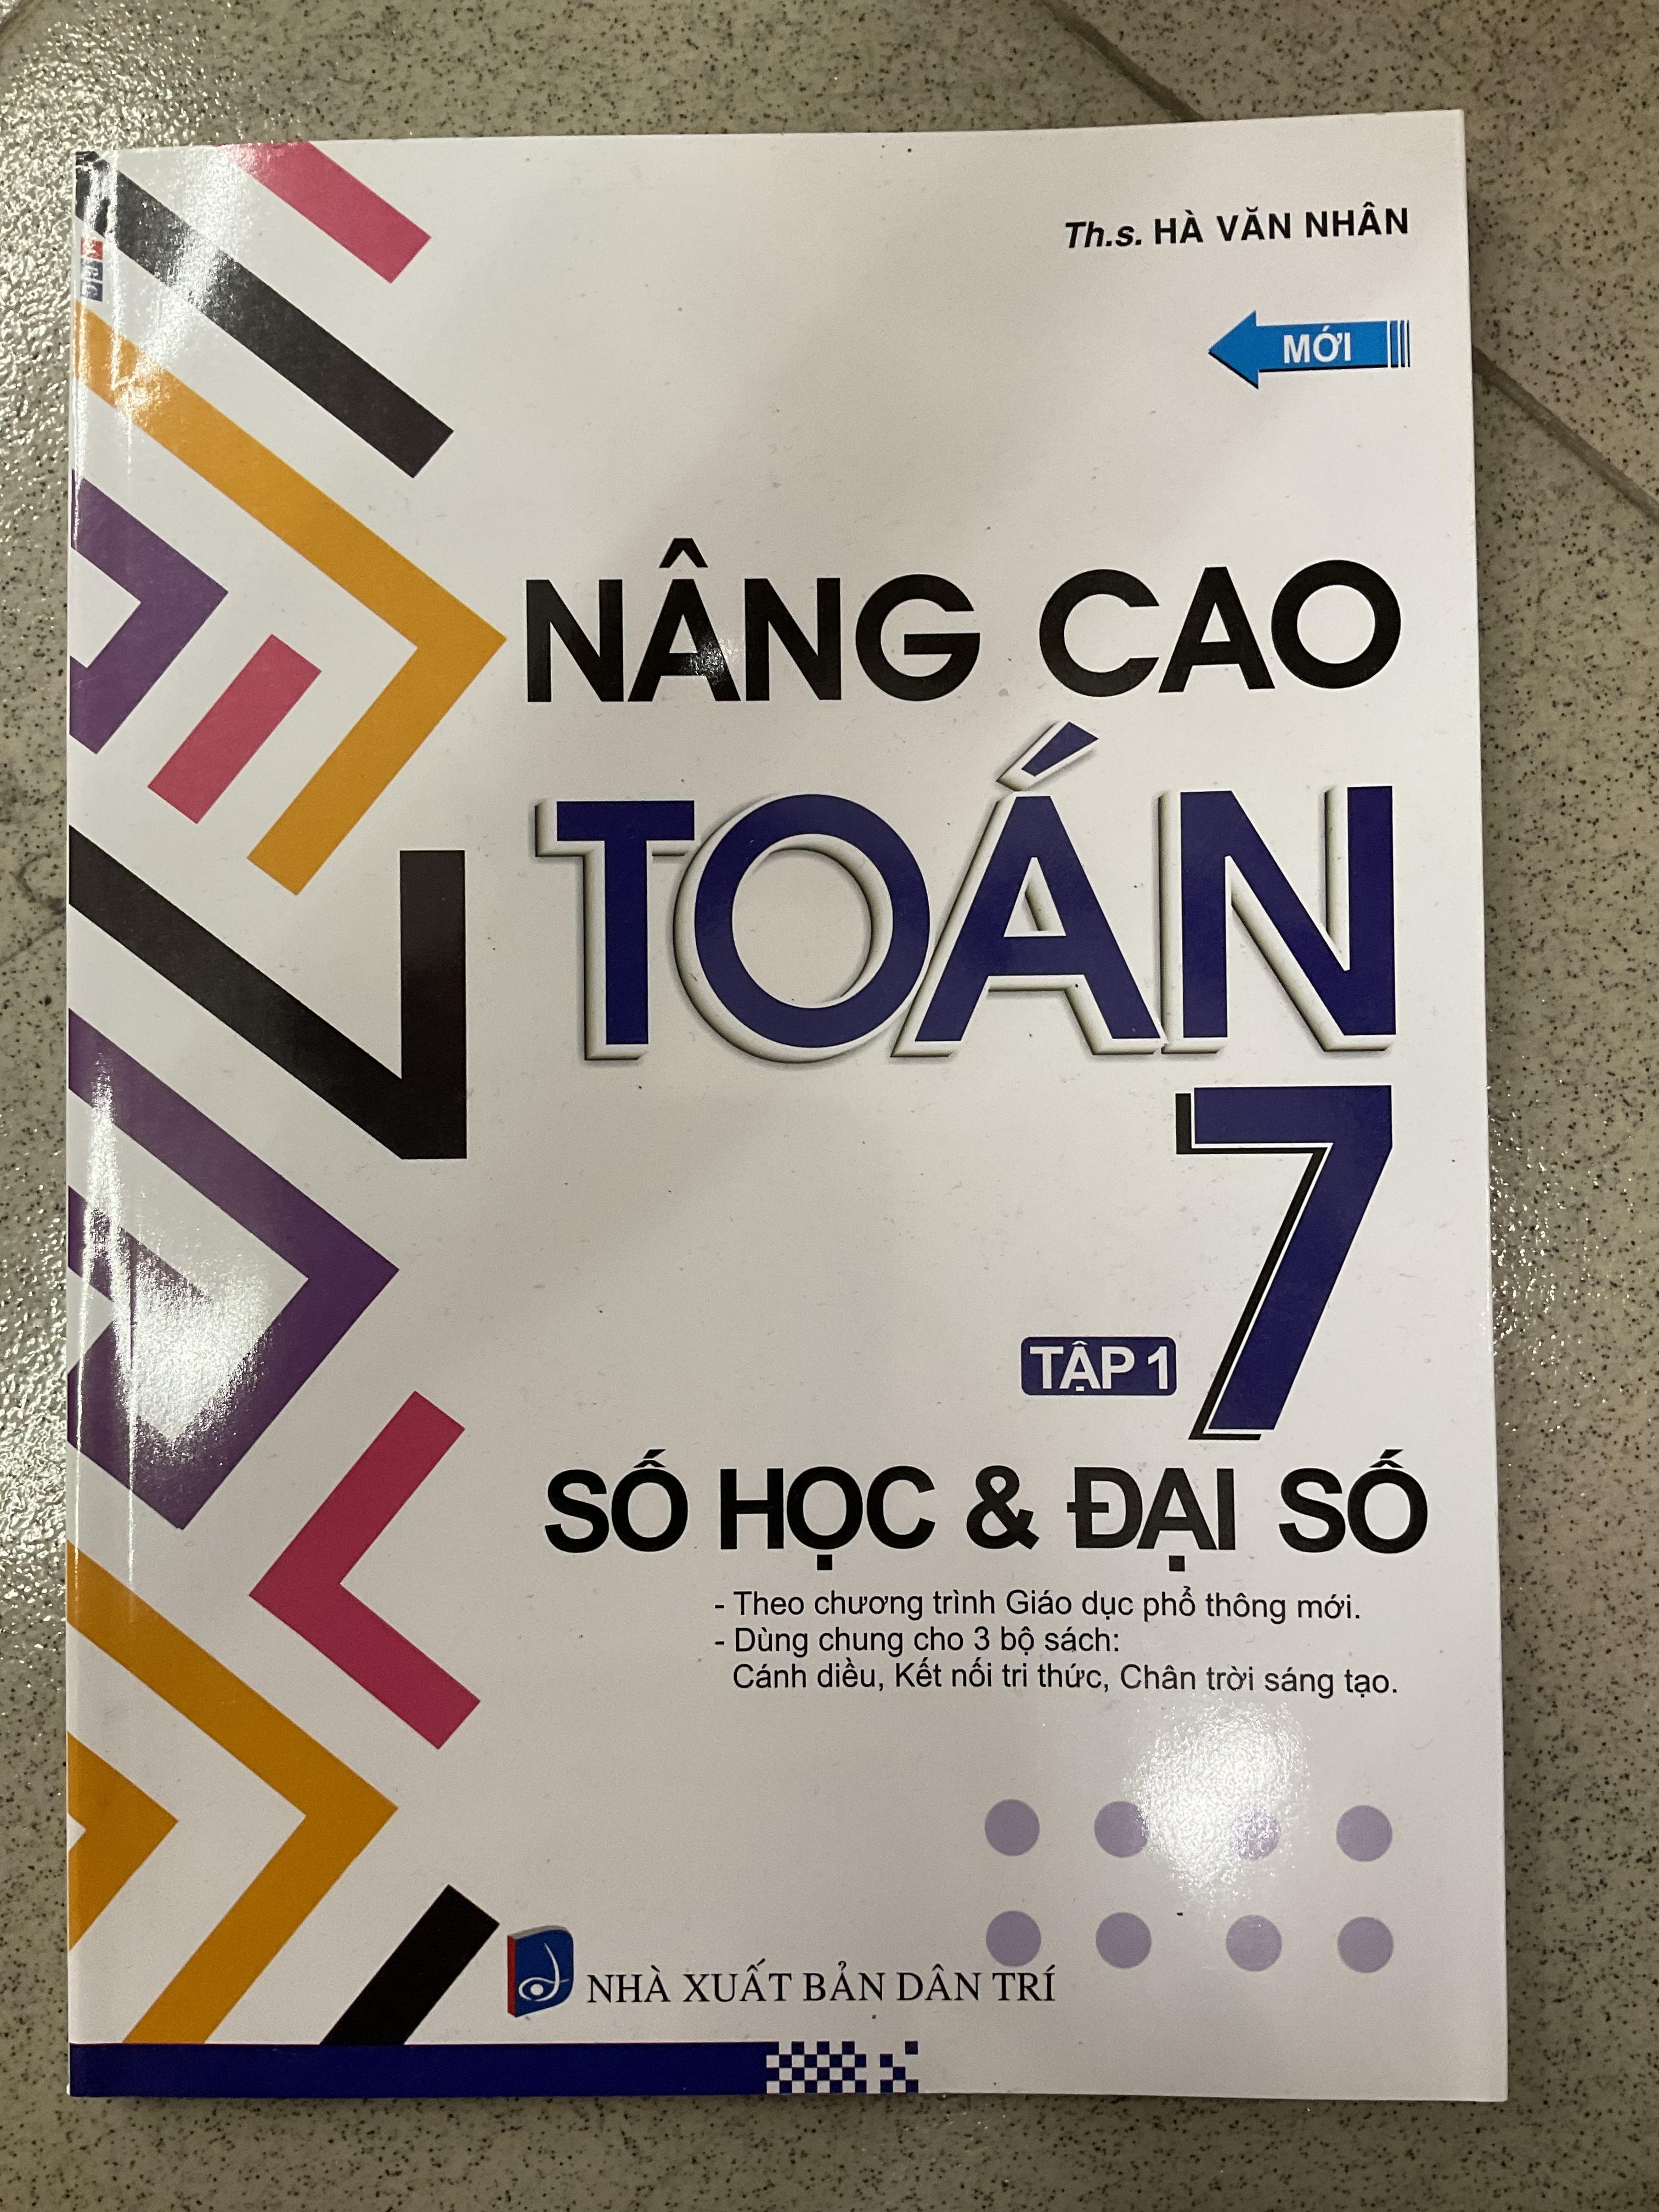 Th.s. HÀ VĂN NHÂN
MỚI
NÂNG CAO
TOÁN
7
TẬP 1
SỐ HỌC & ĐẠI SỐ
- Theo chương trình Giáo dục phổ thông mới.
- Dùng chung cho 3 bộ sách:
Cánh diều, Kết nối tri thức, Chân trời sáng tạo.
NHÀ XUẤT BẢN DÂN TRÍ